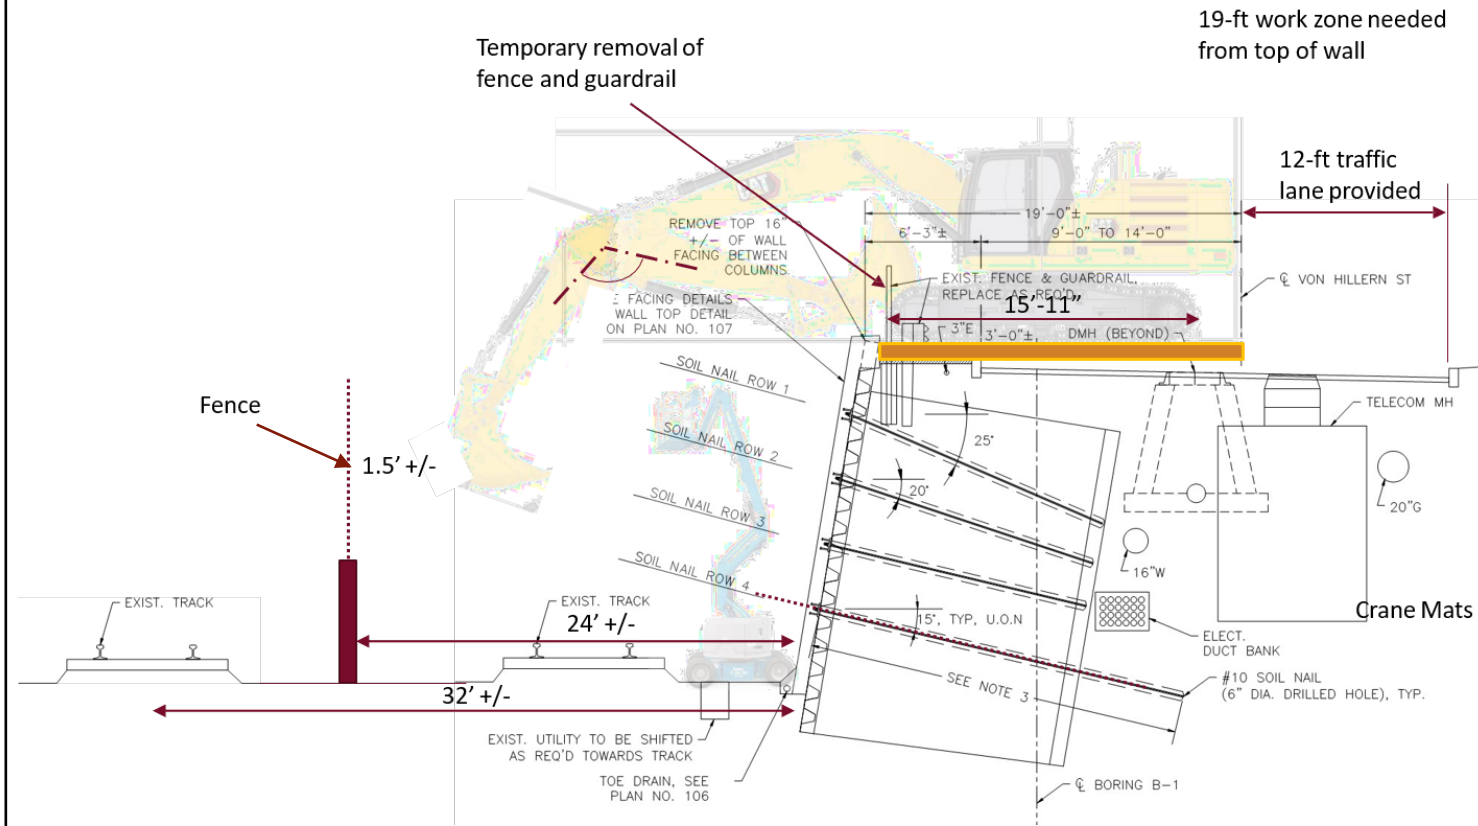 19-ft work zone needed
from top of wall
Temporary removal of
fence and guardrail
12-ft traffic
lane provided
REMOVE TOP 16"
+/- OF WALL
FACING BETWEEN
COLUMNS.
19'-0"±
6'-3"±
9'-0" TO 14'-0"
EXIST. FENCE & GUARDRAIL,
REPLACE AS REQ'D
℄ VON HILLERN ST
FACING DETAILS
WALL TOP DETAIL
ON PLAN NO. 107
15'-11"
3"E
3'-0"±
DMH (BEYOND)
SOIL NAIL ROW 1
TELECOM MH
Fence
1.5' +/-
SOIL NAIL ROW 2
25°
20°
20"G
SOIL NAIL ROW 3
16"W
SOIL NAIL ROW 4
EXIST. TRACK
EXIST. TRACK
24' +/-
15°, TYP, U.O.N
Crane Mats
ELECT.
DUCT BANK
SEE NOTE 3
#10 SOIL NAIL
(6" DIA. DRILLED HOLE), TYP.
32' +/-
EXIST. UTILITY TO BE SHIFTED
AS REQ'D TOWARDS TRACK
TOE DRAIN, SEE
PLAN NO. 106
℄ BORING B-1